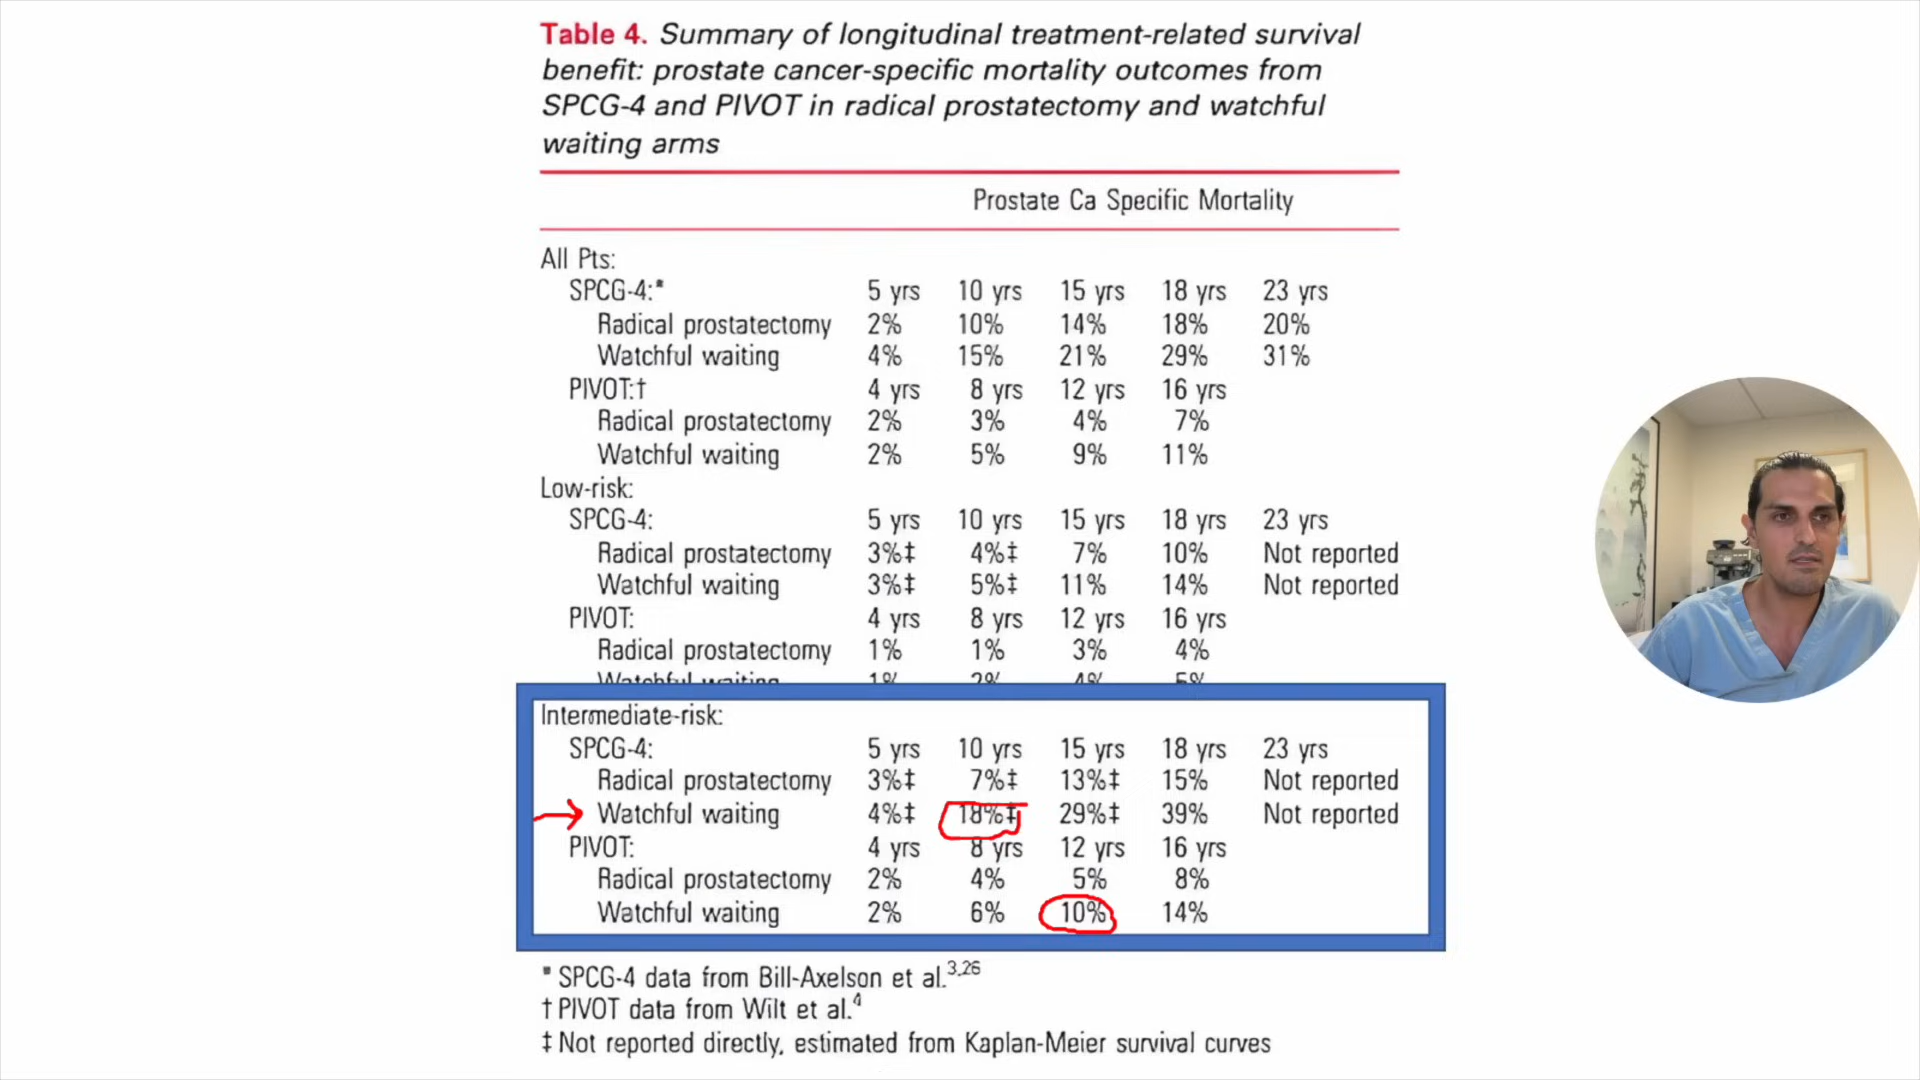 Table 4. Summary of longitudinal treatment-related survival
benefit: prostate cancer-specific mortality outcomes from
SPCG-4 and PIVOT in radical prostatectomy and watchful
waiting arms
Prostate Ca Specific Mortality
All Pts:
SPCG-4:* 5 yrs 10 yrs 15 yrs 18 yrs 23 yrs
Radical prostatectomy 2% 10% 14% 18% 20%
Watchful waiting 4% 15% 21% 29% 31%
PIVOT:† 4 yrs 8 yrs 12 yrs 16 yrs
Radical prostatectomy 2% 3% 4% 7%
Watchful waiting 2% 5% 9% 11%
Low-risk:
SPCG-4: 5 yrs 10 yrs 15 yrs 18 yrs 23 yrs
Radical prostatectomy 3%‡ 4%‡ 7% 10% Not reported
Watchful waiting 3%‡ 5%‡ 11% 14% Not reported
PIVOT: 4 yrs 8 yrs 12 yrs 16 yrs
Radical prostatectomy 1% 1% 3% 4%
Watchful waiting 1% 2% 4% 5%
Intermediate-risk:
SPCG-4: 5 yrs 10 yrs 15 yrs 18 yrs 23 yrs
Radical prostatectomy 3%‡ 7%‡ 13%‡ 15% Not reported
Watchful waiting 4%‡ 18%‡ 29%‡ 39% Not reported
PIVOT: 4 yrs 8 yrs 12 yrs 16 yrs
Radical prostatectomy 2% 4% 5% 8%
Watchful waiting 2% 6% 10% 14%
* SPCG-4 data from Bill-Axelson et al.3,26
† PIVOT data from Wilt et al.4
‡ Not reported directly, estimated from Kaplan-Meier survival curves